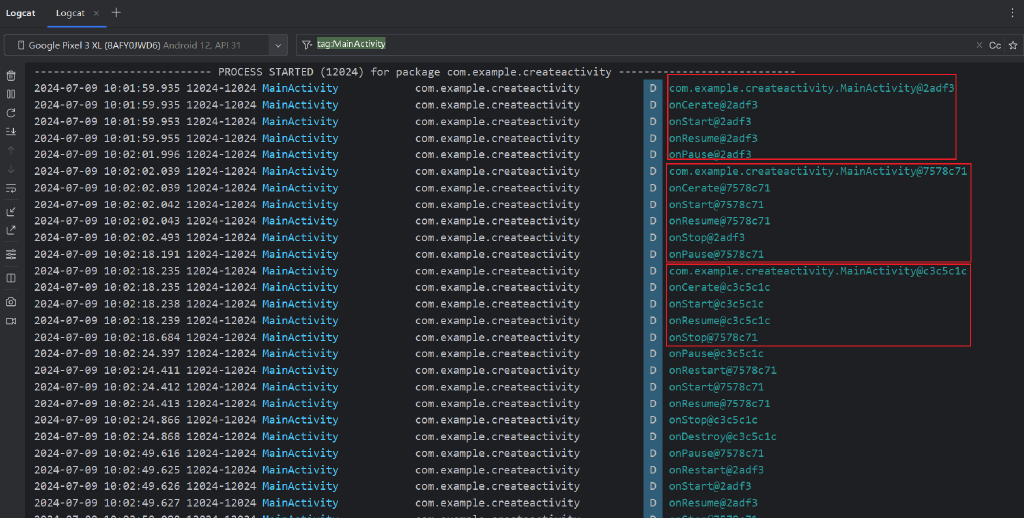 Logcat Logcat × +
Google Pixel 3 XL (BAFY0JWD6) Android 12, API 31 tag:MainActivity × Cc
---------------------------- PROCESS STARTED (12024) for package com.example.createactivity ----------------------------
2024-07-09 10:01:59.935 12024-12024 MainActivity com.example.createactivity D com.example.createactivity.MainActivity@2adf3
2024-07-09 10:01:59.941 12024-12024 MainActivity com.example.createactivity D onCerate@2adf3
2024-07-09 10:01:59.953 12024-12024 MainActivity com.example.createactivity D onStart@2adf3
2024-07-09 10:01:59.955 12024-12024 MainActivity com.example.createactivity D onResume@2adf3
2024-07-09 10:02:01.996 12024-12024 MainActivity com.example.createactivity D onPause@2adf3
2024-07-09 10:02:02.039 12024-12024 MainActivity com.example.createactivity D com.example.createactivity.MainActivity@7578c71
2024-07-09 10:02:02.039 12024-12024 MainActivity com.example.createactivity D onCerate@7578c71
2024-07-09 10:02:02.042 12024-12024 MainActivity com.example.createactivity D onStart@7578c71
2024-07-09 10:02:02.043 12024-12024 MainActivity com.example.createactivity D onResume@7578c71
2024-07-09 10:02:02.493 12024-12024 MainActivity com.example.createactivity D onStop@2adf3
2024-07-09 10:02:18.191 12024-12024 MainActivity com.example.createactivity D onPause@7578c71
2024-07-09 10:02:18.235 12024-12024 MainActivity com.example.createactivity D com.example.createactivity.MainActivity@c3c5c1c
2024-07-09 10:02:18.235 12024-12024 MainActivity com.example.createactivity D onCerate@c3c5c1c
2024-07-09 10:02:18.238 12024-12024 MainActivity com.example.createactivity D onStart@c3c5c1c
2024-07-09 10:02:18.239 12024-12024 MainActivity com.example.createactivity D onResume@c3c5c1c
2024-07-09 10:02:18.684 12024-12024 MainActivity com.example.createactivity D onStop@7578c71
2024-07-09 10:02:24.397 12024-12024 MainActivity com.example.createactivity D onPause@c3c5c1c
2024-07-09 10:02:24.411 12024-12024 MainActivity com.example.createactivity D onRestart@7578c71
2024-07-09 10:02:24.412 12024-12024 MainActivity com.example.createactivity D onStart@7578c71
2024-07-09 10:02:24.413 12024-12024 MainActivity com.example.createactivity D onResume@7578c71
2024-07-09 10:02:24.866 12024-12024 MainActivity com.example.createactivity D onStop@c3c5c1c
2024-07-09 10:02:24.868 12024-12024 MainActivity com.example.createactivity D onDestroy@c3c5c1c
2024-07-09 10:02:49.616 12024-12024 MainActivity com.example.createactivity D onPause@7578c71
2024-07-09 10:02:49.625 12024-12024 MainActivity com.example.createactivity D onRestart@2adf3
2024-07-09 10:02:49.626 12024-12024 MainActivity com.example.createactivity D onStart@2adf3
2024-07-09 10:02:49.627 12024-12024 MainActivity com.example.createactivity D onResume@2adf3